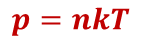 p = nkT